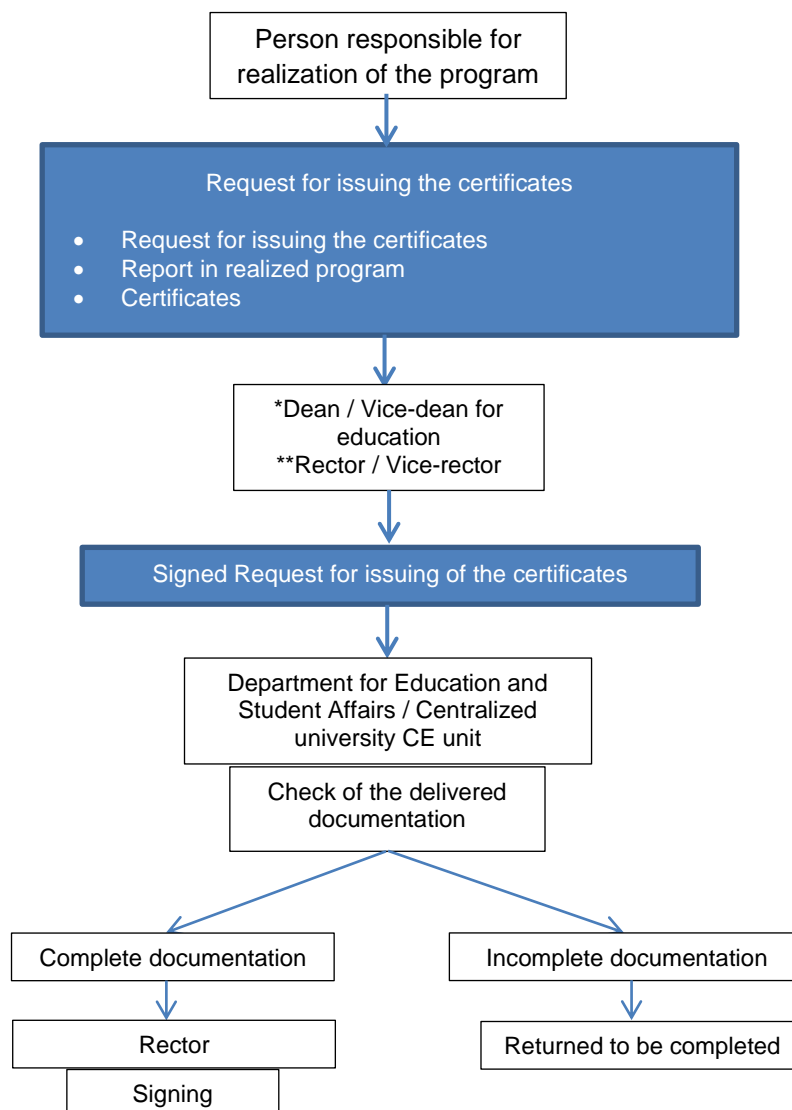 Person responsible for
realization of the program
Request for issuing the certificates
• Request for issuing the certificates
• Report in realized program
• Certificates
*Dean / Vice-dean for
education
**Rector / Vice-rector
Signed Request for issuing of the certificates
Department for Education and
Student Affairs / Centralized
university CE unit
Check of the delivered
documentation
Complete documentation
Incomplete documentation
Rector
Returned to be completed
Signing